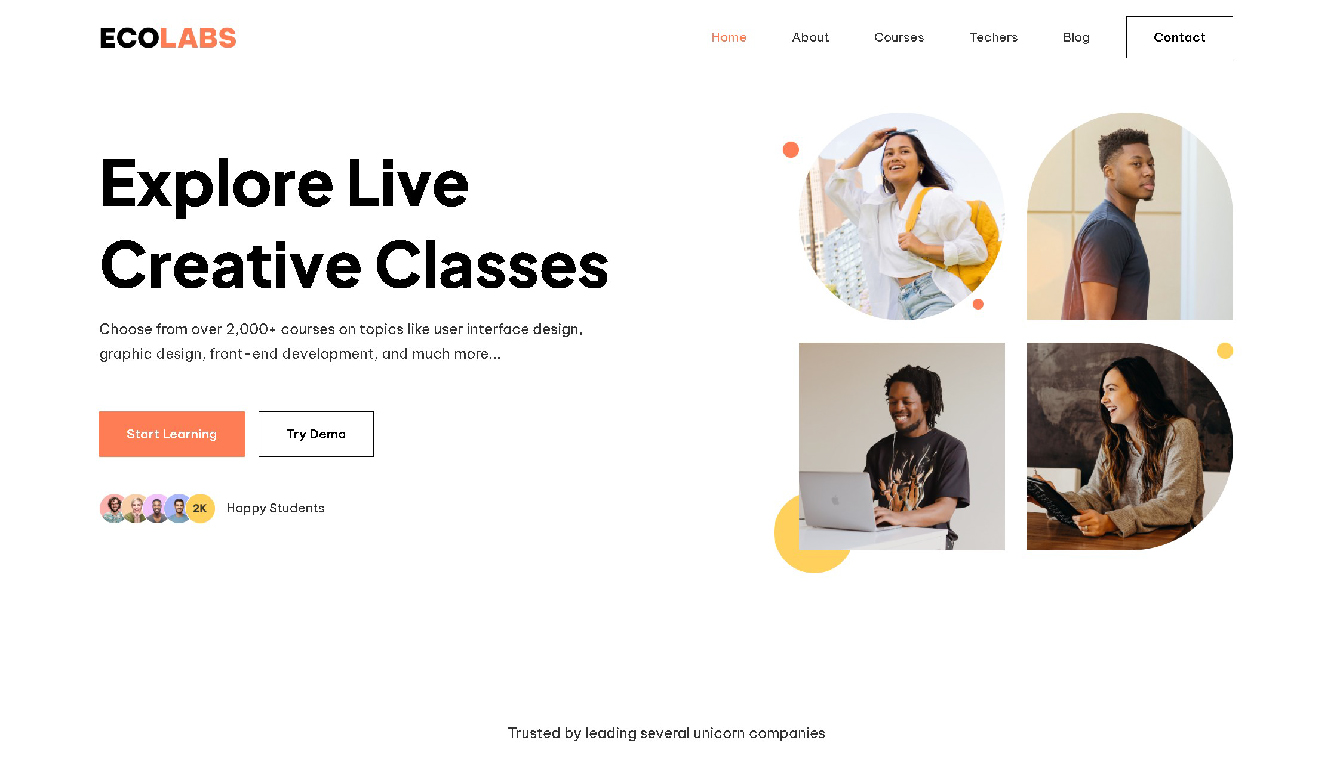 ECOLABS
Home About Courses Techers Blog Contact
Explore Live
Creative Classes
Choose from over 2,000+ courses on topics like user interface design,
graphic design, front-end development, and much more...
Start Learning Try Demo
2K Happy Students
Trusted by leading several unicorn companies